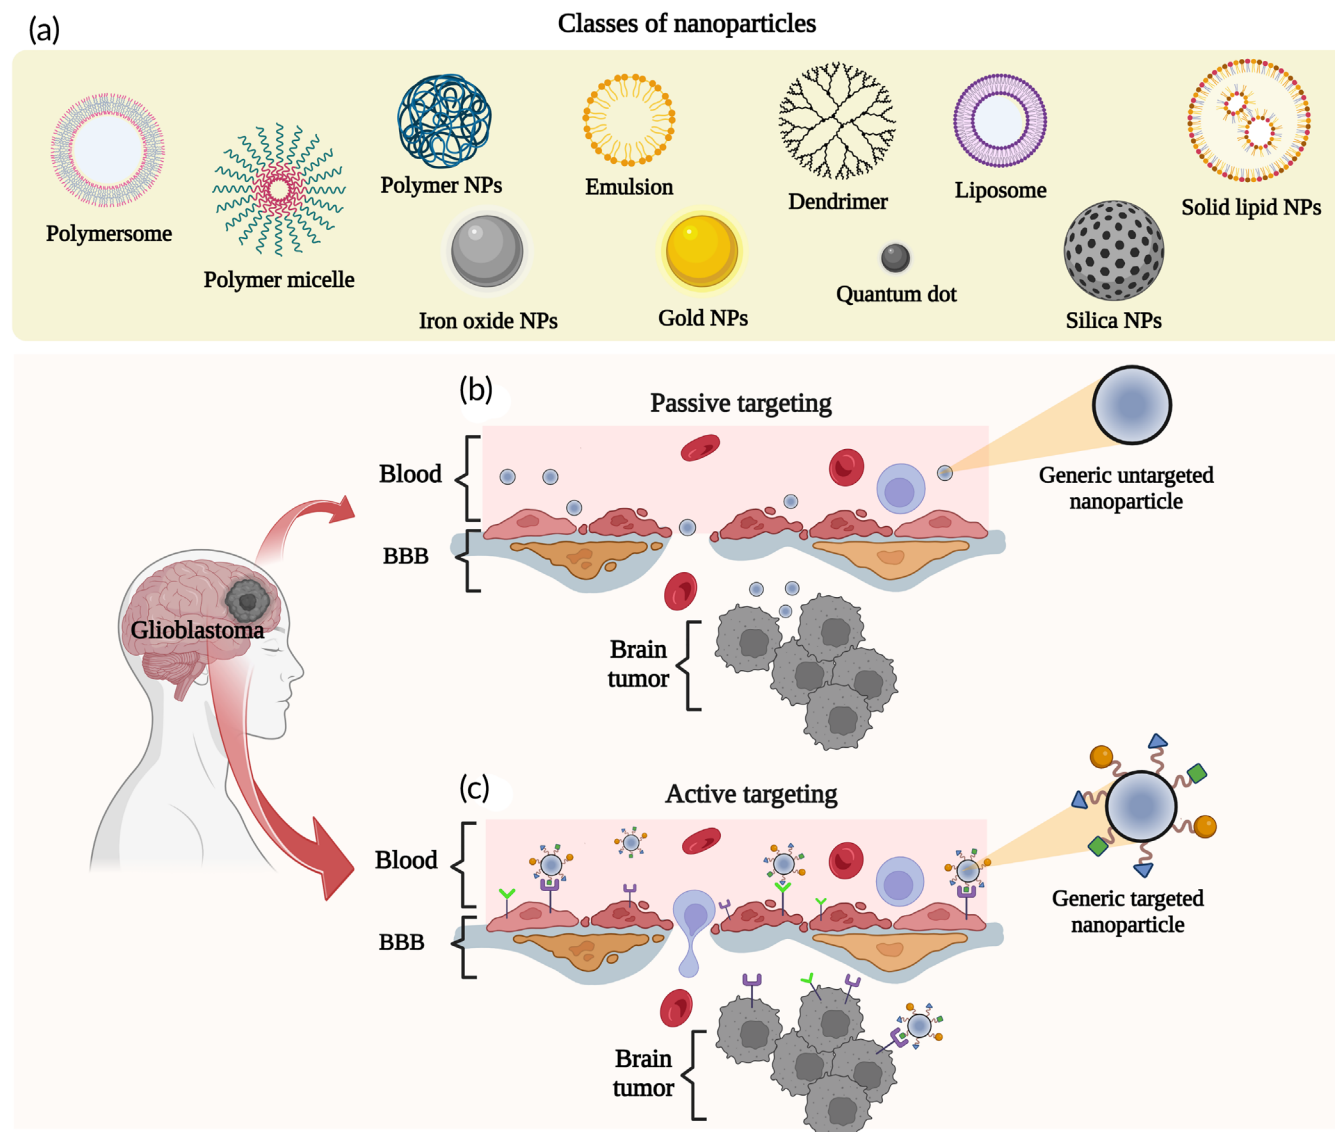 (a)
Classes of nanoparticles
Polymersome
Polymer micelle
Polymer NPs
Emulsion
Dendrimer
Liposome
Solid lipid NPs
Iron oxide NPs
Gold NPs
Quantum dot
Silica NPs
(b)
Passive targeting
Blood
BBB
Brain
tumor
Generic untargeted
nanoparticle
Glioblastoma
(c)
Active targeting
Blood
BBB
Brain
tumor
Generic targeted
nanoparticle